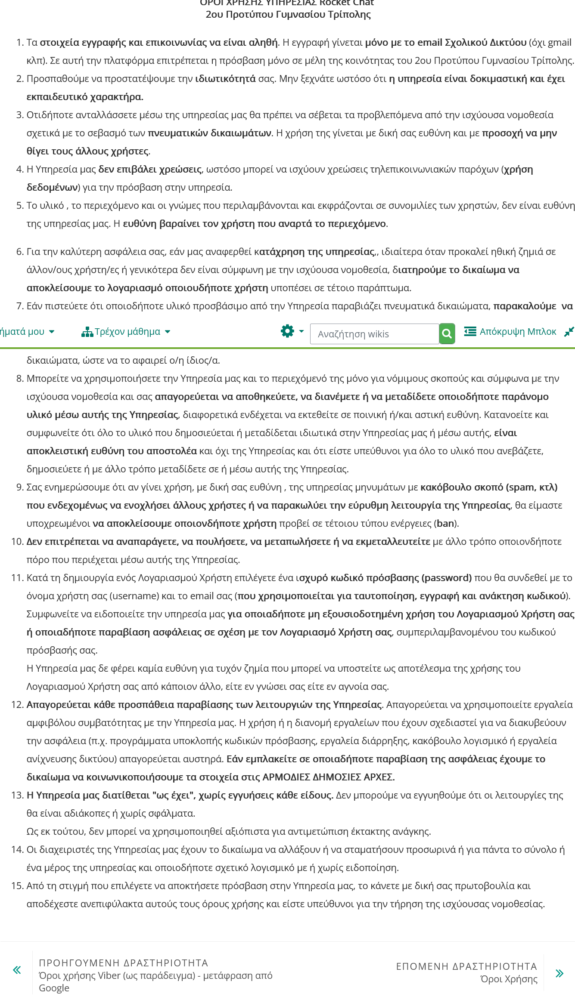 ΟΡΟΙ ΧΡΗΣΗΣ ΥΠΗΡΕΣΙΑΣ Rocket Chat
2ου Προτύπου Γυμνασίου Τρίπολης
1. Τα στοιχεία εγγραφής και επικοινωνίας να είναι αληθή. Η εγγραφή γίνεται μόνο με το email Σχολικού Δικτύου (όχι gmail
κλπ). Σε αυτή την πλατφόρμα επιτρέπεται η πρόσβαση μόνο σε μέλη της κοινότητας του 2ου Προτύπου Γυμνασίου Τρίπολης.
2. Προσπαθούμε να προστατέψουμε την ιδιωτικότητά σας. Μην ξεχνάτε ωστόσο ότι η υπηρεσία είναι δοκιμαστική και έχει
εκπαιδευτικό χαρακτήρα.
3. Οτιδήποτε ανταλλάσσετε μέσω της υπηρεσίας μας θα πρέπει να σέβεται τα προβλεπόμενα από την ισχύουσα νομοθεσία
σχετικά με το σεβασμό των πνευματικών δικαιωμάτων. Η χρήση της γίνεται με δική σας ευθύνη και με προσοχή να μην
θίγει τους άλλους χρήστες.
4. Η Υπηρεσία μας δεν επιβάλει χρεώσεις, ωστόσο μπορεί να ισχύουν χρεώσεις τηλεπικοινωνιακών παρόχων (χρήση
δεδομένων) για την πρόσβαση στην υπηρεσία.
5. Το υλικό , το περιεχόμενο και οι γνώμες που περιλαμβάνονται και εκφράζονται σε συνομιλίες των χρηστών, δεν είναι ευθύνη
της υπηρεσίας μας. Η ευθύνη βαραίνει τον χρήστη που αναρτά το περιεχόμενο.
6. Για την καλύτερη ασφάλεια σας, εάν μας αναφερθεί κατάχρηση της υπηρεσίας,, ιδιαίτερα όταν προκαλεί ηθική ζημιά σε
άλλον/ους χρήστη/ες ή γενικότερα δεν είναι σύμφωνη με την ισχύουσα νομοθεσία, διατηρούμε το δικαίωμα να
αποκλείσουμε το λογαριασμό οποιουδήποτε χρήστη υποπέσει σε τέτοιο παράπτωμα.
7. Εάν πιστεύετε ότι οποιοδήποτε υλικό προσβάσιμο από την Υπηρεσία παραβιάζει πνευματικά δικαιώματα, παρακαλούμε να
ήματά μου Τρέχον μάθημα Αναζήτηση wikis Απόκρυψη Μπλοκ
δικαιώματα, ώστε να το αφαιρεί ο/η ίδιος/α.
8. Μπορείτε να χρησιμοποιήσετε την Υπηρεσία μας και το περιεχόμενό της μόνο για νόμιμους σκοπούς και σύμφωνα με την
ισχύουσα νομοθεσία και σας απαγορεύεται να αποθηκεύετε, να διανέμετε ή να μεταδίδετε οποιοδήποτε παράνομο
υλικό μέσω αυτής της Υπηρεσίας, διαφορετικά ενδέχεται να εκτεθείτε σε ποινική ή/και αστική ευθύνη. Κατανοείτε και
συμφωνείτε ότι όλο το υλικό που δημοσιεύεται ή μεταδίδεται ιδιωτικά στην Υπηρεσίας μας ή μέσω αυτής, είναι
αποκλειστική ευθύνη του αποστολέα και όχι της Υπηρεσίας και ότι είστε υπεύθυνοι για όλο το υλικό που ανεβάζετε,
δημοσιεύετε ή με άλλο τρόπο μεταδίδετε σε ή μέσω αυτής της Υπηρεσίας.
9. Σας ενημερώσουμε ότι αν γίνει χρήση, με δική σας ευθύνη , της υπηρεσίας μηνυμάτων με κακόβουλο σκοπό (spam, κτλ)
που ενδεχομένως να ενοχλήσει άλλους χρήστες ή να παρακωλύει την εύρυθμη λειτουργία της Υπηρεσίας, θα είμαστε
υποχρεωμένοι να αποκλείσουμε οποιονδήποτε χρήστη προβεί σε τέτοιου τύπου ενέργειες (ban).
10. Δεν επιτρέπεται να αναπαράγετε, να πουλήσετε, να μεταπωλήσετε ή να εκμεταλλευτείτε με άλλο τρόπο οποιονδήποτε
πόρο που περιέχεται μέσω αυτής της Υπηρεσίας.
11. Κατά τη δημιουργία ενός Λογαριασμού Χρήστη επιλέγετε ένα ισχυρό κωδικό πρόσβασης (password) που θα συνδεθεί με το
όνομα χρήστη σας (username) και το email σας (που χρησιμοποιείται για ταυτοποίηση, εγγραφή και ανάκτηση κωδικού).
Συμφωνείτε να ειδοποιείτε την υπηρεσία μας για οποιαδήποτε μη εξουσιοδοτημένη χρήση του Λογαριασμού Χρήστη σας
ή οποιαδήποτε παραβίαση ασφάλειας σε σχέση με τον Λογαριασμό Χρήστη σας, συμπεριλαμβανομένου του κωδικού
πρόσβασής σας.
Η Υπηρεσία μας δε φέρει καμία ευθύνη για τυχόν ζημία που μπορεί να υποστείτε ως αποτέλεσμα της χρήσης του
Λογαριασμού Χρήστη σας από κάποιον άλλο, είτε εν γνώσει σας είτε εν αγνοία σας.
12. Απαγορεύεται κάθε προσπάθεια παραβίασης των λειτουργιών της Υπηρεσίας. Απαγορεύεται να χρησιμοποιείτε εργαλεία
αμφιβόλου συμβατότητας με την Υπηρεσία μας. Η χρήση ή η διανομή εργαλείων που έχουν σχεδιαστεί για να διακυβεύουν
την ασφάλεια (π.χ. προγράμματα υποκλοπής κωδικών πρόσβασης, εργαλεία διάρρηξης, κακόβουλο λογισμικό ή εργαλεία
ανίχνευσης δικτύου) απαγορεύεται αυστηρά. Εάν εμπλακείτε σε οποιαδήποτε παραβίαση της ασφάλειας έχουμε το
δικαίωμα να κοινωνικοποιήσουμε τα στοιχεία στις ΑΡΜΟΔΙΕΣ ΔΗΜΟΣΙΕΣ ΑΡΧΕΣ.
13. Η Υπηρεσία μας διατίθεται "ως έχει", χωρίς εγγυήσεις κάθε είδους. Δεν μπορούμε να εγγυηθούμε ότι οι λειτουργίες της
θα είναι αδιάκοπες ή χωρίς σφάλματα.
Ως εκ τούτου, δεν μπορεί να χρησιμοποιηθεί αξιόπιστα για αντιμετώπιση έκτακτης ανάγκης.
14. Οι διαχειριστές της Υπηρεσίας μας έχουν το δικαίωμα να αλλάξουν ή να σταματήσουν προσωρινά ή για πάντα το σύνολο ή
ένα μέρος της υπηρεσίας και οποιοδήποτε σχετικό λογισμικό με ή χωρίς ειδοποίηση.
15. Από τη στιγμή που επιλέγετε να αποκτήσετε πρόσβαση στην Υπηρεσία μας, το κάνετε με δική σας πρωτοβουλία και
αποδέχεστε ανεπιφύλακτα αυτούς τους όρους χρήσης και είστε υπεύθυνοι για την τήρηση της ισχύουσας νομοθεσίας.
ΠΡΟΗΓΟΥΜΕΝΗ ΔΡΑΣΤΗΡΙΟΤΗΤΑ
Όροι χρήσης Viber (ως παράδειγμα) - μετάφραση από
Google
ΕΠΟΜΕΝΗ ΔΡΑΣΤΗΡΙΟΤΗΤΑ
Όροι Χρήσης